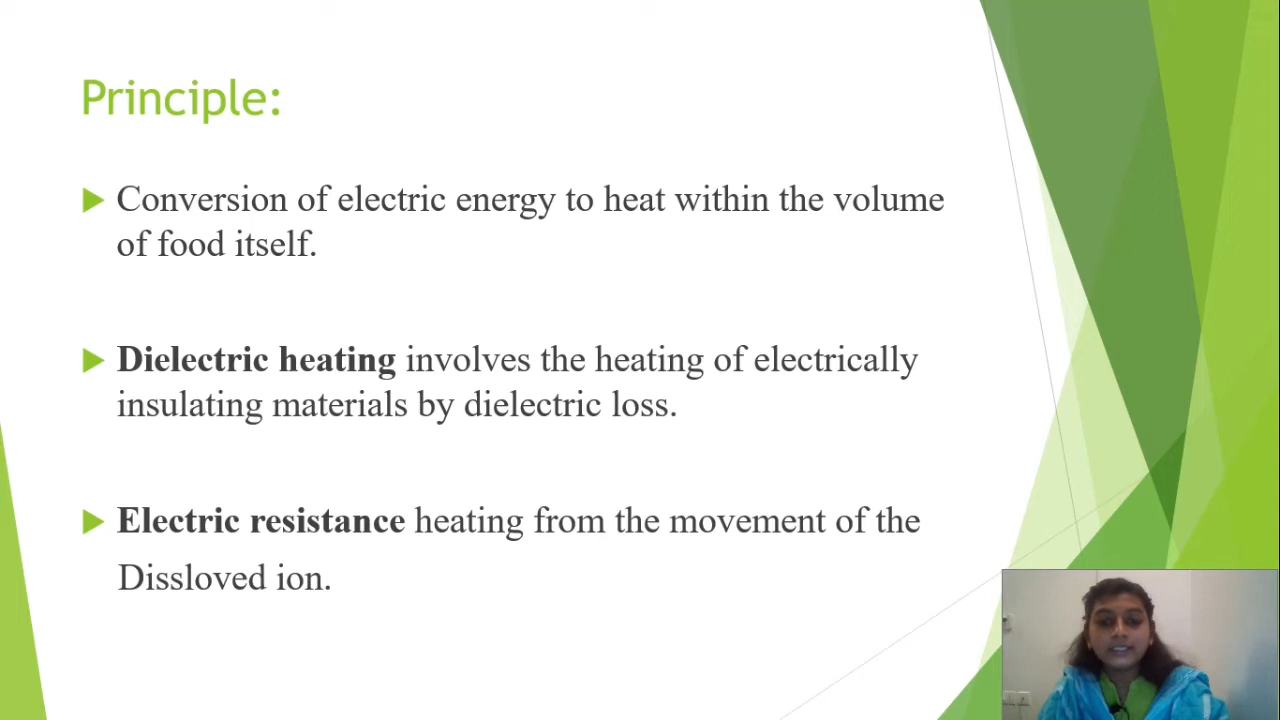 Principle:
Conversion of electric energy to heat within the volume
of food itself.
Dielectric heating involves the heating of electrically
insulating materials by dielectric loss.
Electric resistance heating from the movement of the
Dissloved ion.